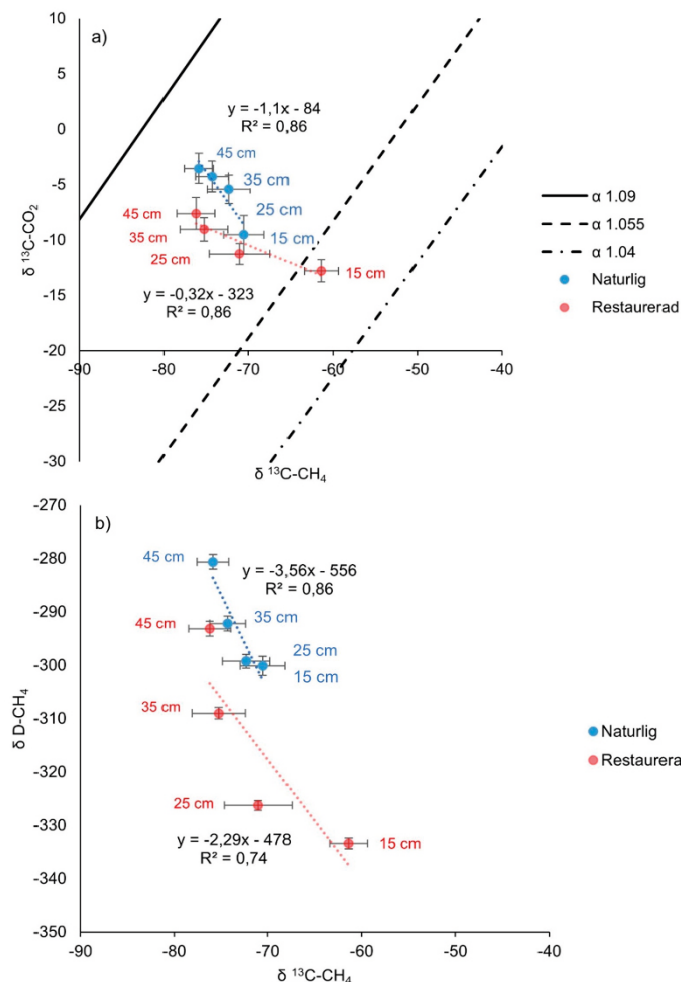 a)
10
5
0
-5
-10
-15
-20
-25
-30
δ ¹³C-CO₂
y = -1,1x - 84
R² = 0,86
45 cm
35 cm
25 cm
15 cm
45 cm
35 cm
25 cm
15 cm
y = -0,32x - 323
R² = 0,86
-90
-80
-70
-60
-50
-40
δ ¹³C-CH₄
α 1.09
α 1.055
α 1.04
Naturlig
Restaurerad
b)
-270
-280
-290
-300
-310
-320
-330
-340
-350
δ D-CH₄
45 cm
y = -3,56x - 556
R² = 0,86
35 cm
25 cm
15 cm
45 cm
35 cm
25 cm
15 cm
y = -2,29x - 478
R² = 0,74
-90
-80
-70
-60
-50
-40
δ ¹³C-CH₄
Naturlig
Restaurera